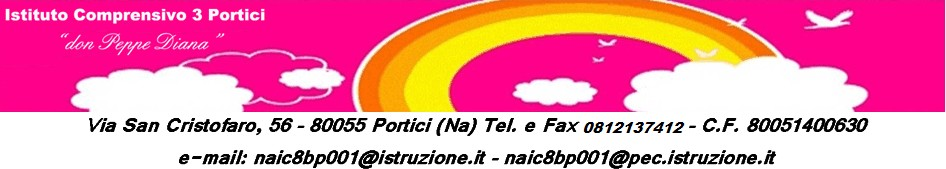 Istituto Comprensivo 3 Portici
“don Peppe Diana”
Via San Cristofaro, 56 - 80055 Portici (Na) Tel. e Fax 0812137412 - C.F. 80051400630
e-mail: naic8bp001@istruzione.it - naic8bp001@pec.istruzione.it